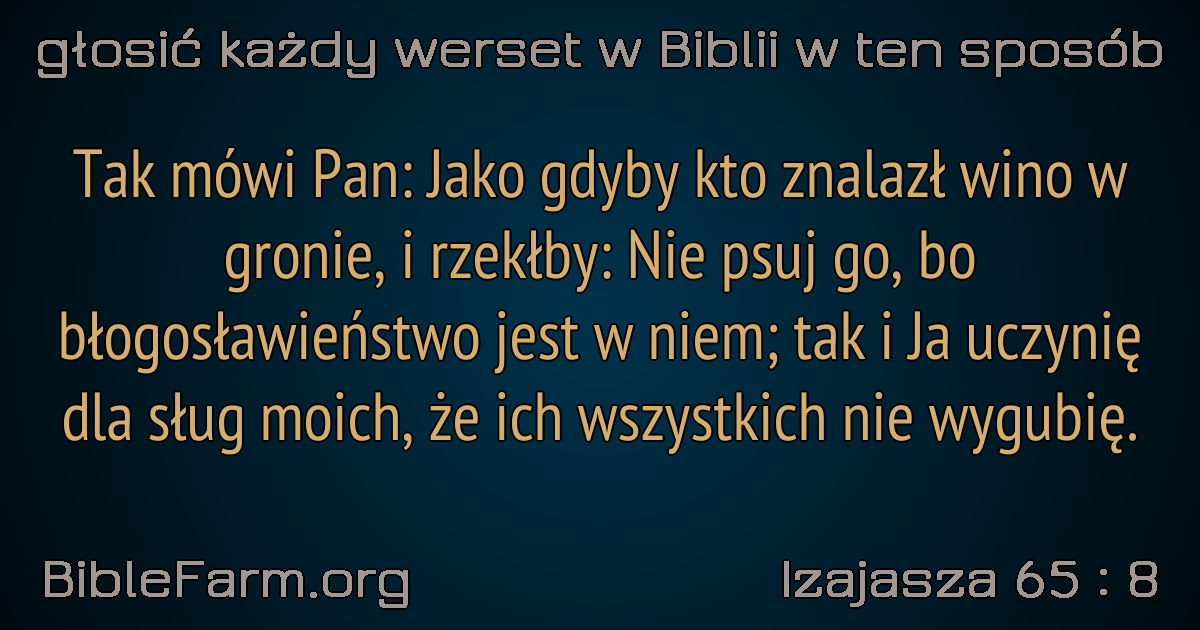 głosić każdy werset w Biblii w ten sposób
Tak mówi Pan: Jako gdyby kto znalazł wino w
gronie, i rzekłby: Nie psuj go, bo
błogosławieństwo jest w niem; tak i Ja uczynię
dla sług moich, że ich wszystkich nie wygubię.
BibleFarm.org
Izajasza 65 : 8